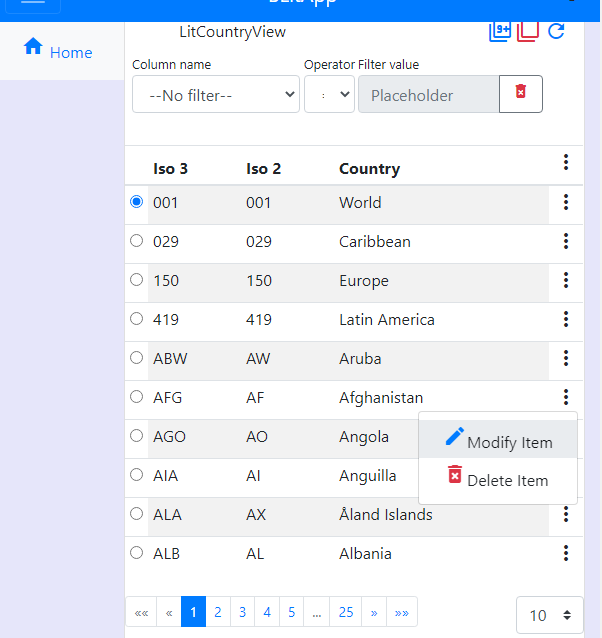 LitCountryView
9+
Home
Column name Operator Filter value
--No filter-- = Placeholder
Iso 3 Iso 2 Country
001 001 World
029 029 Caribbean
150 150 Europe
419 419 Latin America
ABW AW Aruba
AFG AF Afghanistan
AGO AO Angola
Modify Item
AIA AI Anguilla
Delete Item
ALA AX Åland Islands
ALB AL Albania
«« « 1 2 3 4 5 ... 25 » »» 10